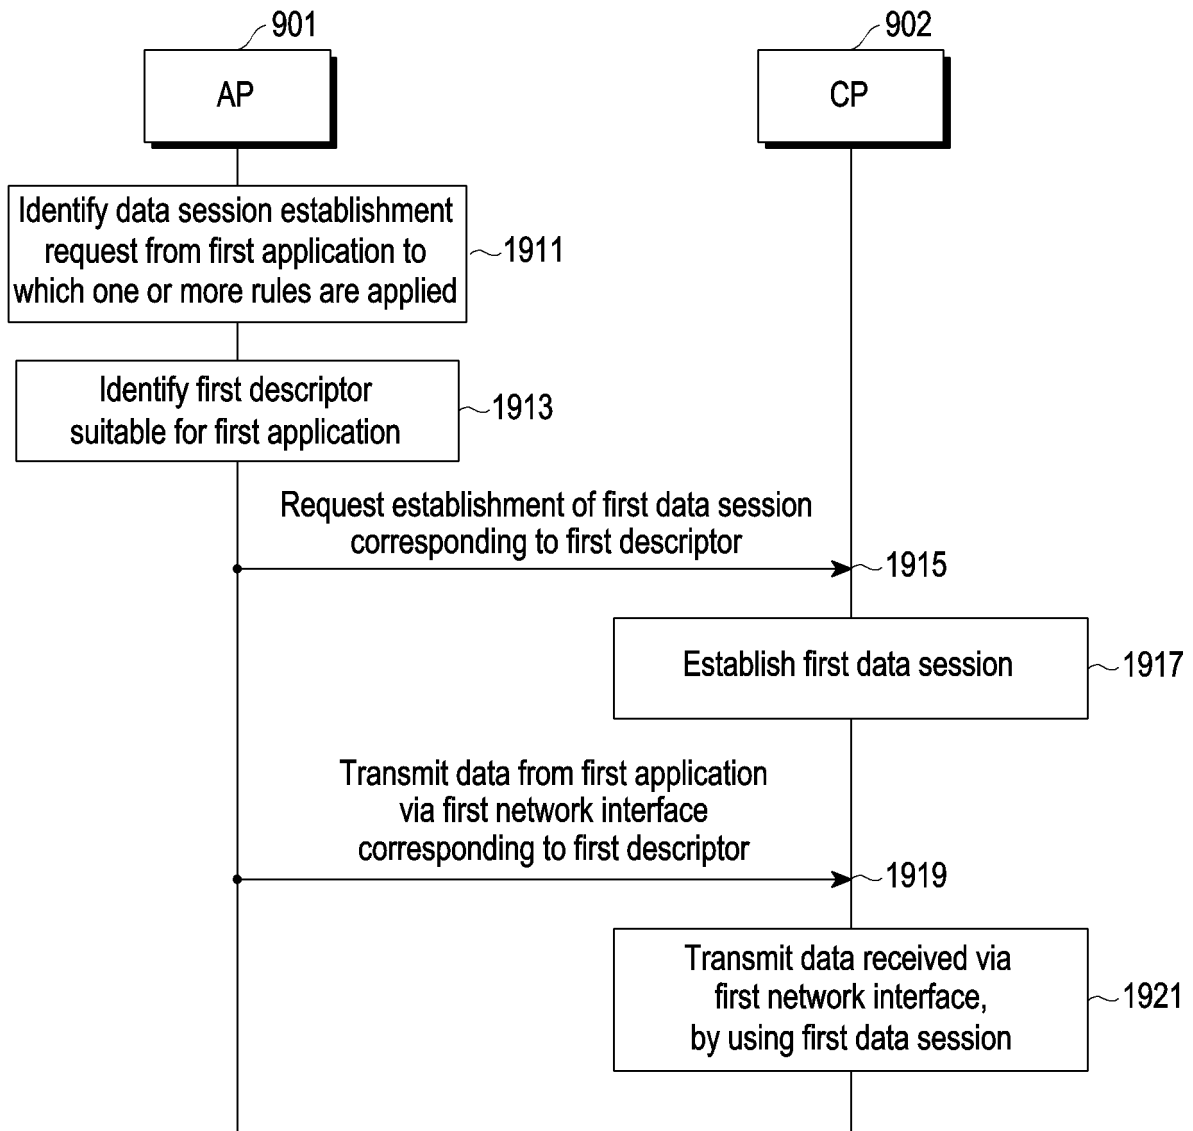 901
902
AP
CP
Identify data session establishment
request from first application to
which one or more rules are applied
1911
Identify first descriptor
suitable for first application
1913
Request establishment of first data session
corresponding to first descriptor
1915
Establish first data session
1917
Transmit data from first application
via first network interface
corresponding to first descriptor
1919
Transmit data received via
first network interface,
by using first data session
1921